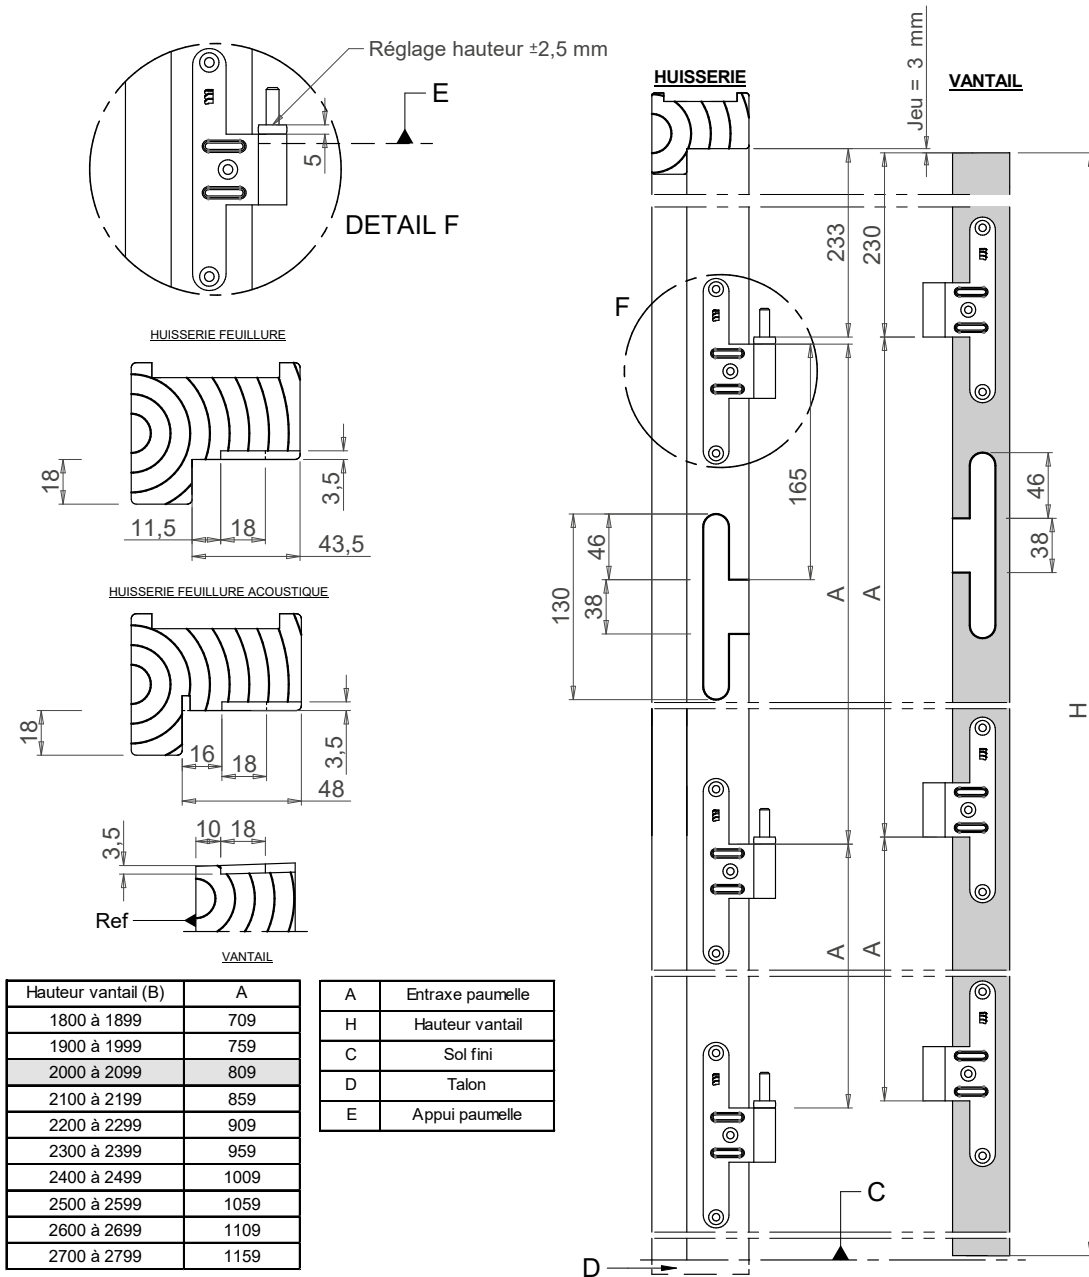 Réglage hauteur ±2,5 mm
E
5
DETAIL F
HUISSERIE FEUILLURE
18
3,5
11,5
18
43,5
HUISSERIE FEUILLURE ACOUSTIQUE
18
3,5
16
18
48
10
18
3,5
Ref
VANTAIL
Hauteur vantail (B) A
1800 à 1899 709
1900 à 1999 759
2000 à 2099 809
2100 à 2199 859
2200 à 2299 909
2300 à 2399 959
2400 à 2499 1009
2500 à 2599 1059
2600 à 2699 1109
2700 à 2799 1159
A Entraxe paumelle
H Hauteur vantail
C Sol fini
D Talon
E Appui paumelle
HUISSERIE
Jeu = 3 mm
VANTAIL
233
230
F
165
46
38
130
46
38
A
A
H
A
A
C
D